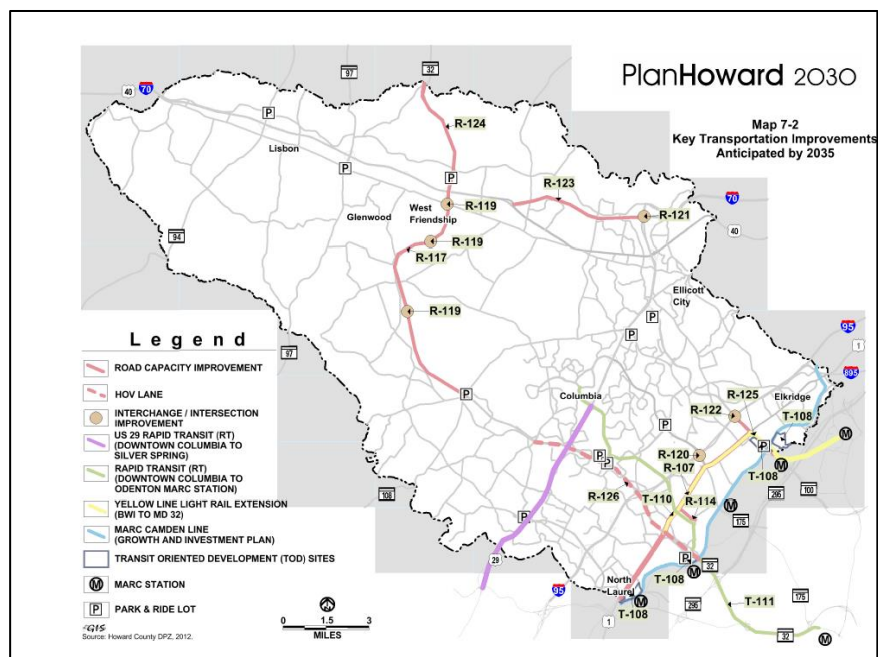 PlanHoward 2030
Map 7-2
Key Transportation Improvements
Anticipated by 2035
40
70
97
32
R-124
Lisbon
P
P
P
R-123
R-119
R-121
70
40
Glenwood
West
Friendship
R-119
R-117
94
Ellicott
City
R-119
P
P
95
1
895
97
P
Columbia
R-125
Elkridge
R-122
T-108
P
R-120
R-107
P
P
P
M
M
T-108
295
100
108
R-126
T-110
R-114
M
175
P
29
P
32
M
T-108
95
North
Laurel
M
1
T-108
295
T-111
175
32
M
Legend
ROAD CAPACITY IMPROVEMENT
HOV LANE
INTERCHANGE / INTERSECTION
IMPROVEMENT
US 29 RAPID TRANSIT (RT)
(DOWNTOWN COLUMBIA TO
SILVER SPRING)
RAPID TRANSIT (RT)
(DOWNTOWN COLUMBIA TO
ODENTON MARC STATION)
YELLOW LINE LIGHT RAIL EXTENSION
(BWI TO MD 32)
MARC CAMDEN LINE
(GROWTH AND INVESTMENT PLAN)
TRANSIT ORIENTED DEVELOPMENT (TOD) SITES
M
MARC STATION
P
PARK & RIDE LOT
GIS
Source: Howard County DPZ, 2012.
0 1.5 3
MILES